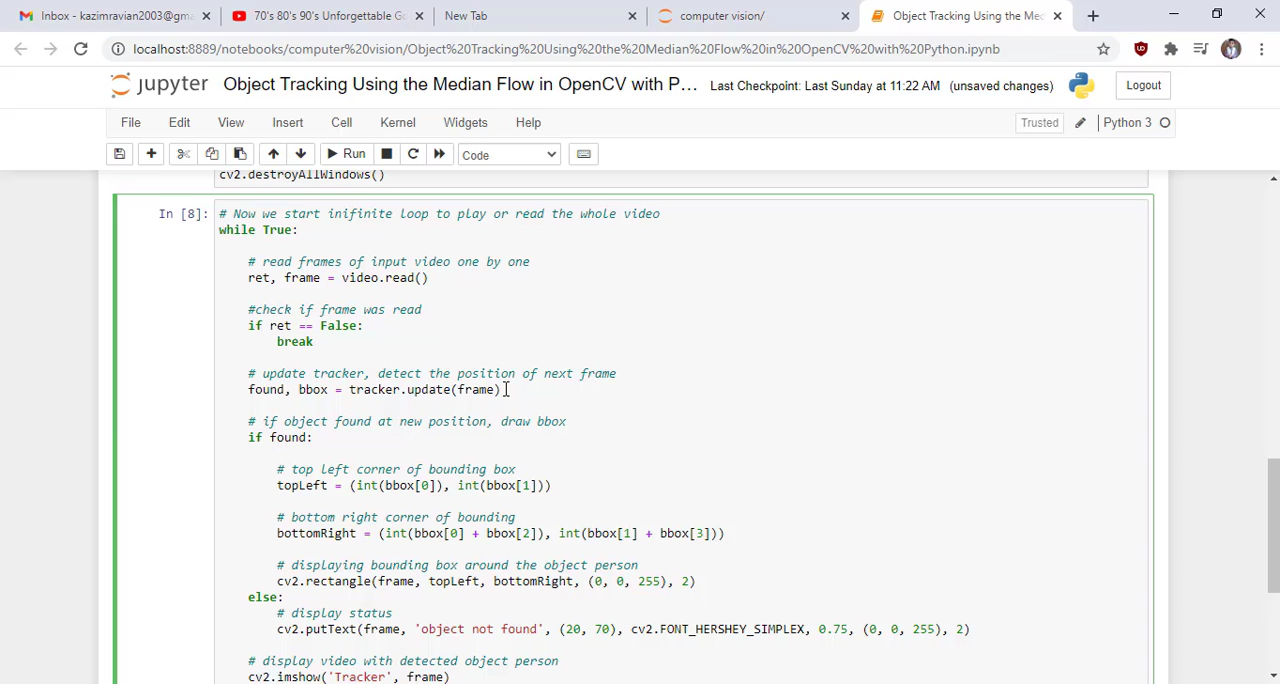 Inbox - kazimravian2003@gma
70's 80's 90's Unforgettable Go
New Tab
computer vision/
Object Tracking Using the Med
localhost:8889/notebooks/computer%20vision/Object%20Tracking%20Using%20the%20Median%20Flow%20in%20OpenCV%20with%20Python.ipynb
jupyter Object Tracking Using the Median Flow in OpenCV with P... Last Checkpoint: Last Sunday at 11:22 AM (unsaved changes) Logout
File Edit View Insert Cell Kernel Widgets Help Trusted Python 3
Run Code
cv2.destroyAllWindows()
In [8]: # Now we start inifinite loop to play or read the whole video
while True:
# read frames of input video one by one
ret, frame = video.read()
#check if frame was read
if ret == False:
break
# update tracker, detect the position of next frame
found, bbox = tracker.update(frame)
# if object found at new position, draw bbox
if found:
# top left corner of bounding box
topLeft = (int(bbox[0]), int(bbox[1]))
# bottom right corner of bounding
bottomRight = (int(bbox[0] + bbox[2]), int(bbox[1] + bbox[3]))
# displaying bounding box around the object person
cv2.rectangle(frame, topLeft, bottomRight, (0, 0, 255), 2)
else:
# display status
cv2.putText(frame, 'object not found', (20, 70), cv2.FONT_HERSHEY_SIMPLEX, 0.75, (0, 0, 255), 2)
# display video with detected object person
cv2.imshow('Tracker', frame)